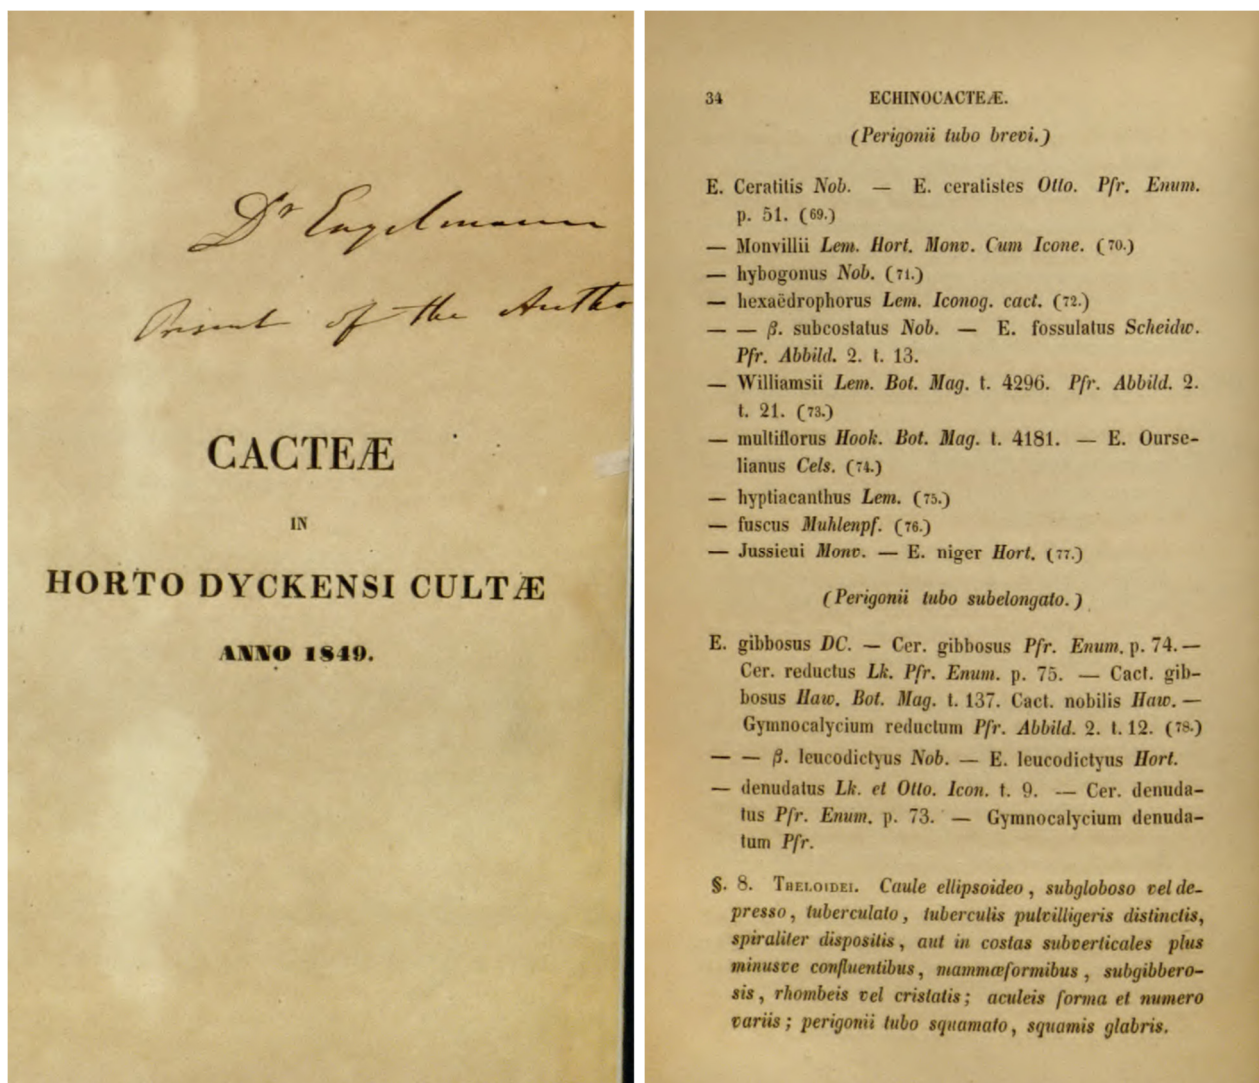 Dr Engelmann
Present of the Autho
CACTEÆ
IN
HORTO DYCKENSI CULTÆ
ANNO 1849.
34 ECHINOCACTEÆ.
(Perigonii tubo brevi.)
E. Ceratitis Nob. — E. ceratistes Otto. Pfr. Enum.
p. 51. (69.)
— Monvillii Lem. Hort. Monv. Cum Icone. (70.)
— hybogonus Nob. (71.)
— hexaëdrophorus Lem. Iconog. cact. (72.)
— — β. subcostatus Nob. — E. fossulatus Scheidw.
Pfr. Abbild. 2. t. 13.
— Williamsii Lem. Bot. Mag. t. 4296. Pfr. Abbild. 2.
t. 21. (73.)
— multiflorus Hook. Bot. Mag. t. 4181. — E. Ourse-
lianus Cels. (74.)
— hyptiacanthus Lem. (75.)
— fuscus Muhlenpf. (76.)
— Jussieui Monv. — E. niger Hort. (77.)
(Perigonii tubo subelongato.)
E. gibbosus DC. — Cer. gibbosus Pfr. Enum. p. 74. —
Cer. reductus Lk. Pfr. Enum. p. 75. — Cact. gib-
bosus Haw. Bot. Mag. t. 137. Cact. nobilis Haw. —
Gymnocalycium reductum Pfr. Abbild. 2. t. 12. (78.)
— — β. leucodictyus Nob. — E. leucodictyus Hort.
— denudatus Lk. et Otto. Icon. t. 9. — Cer. denuda-
tus Pfr. Enum. p. 73. — Gymnocalycium denuda-
tum Pfr.
§. 8. THELOIDEI. Caule ellipsoideo, subgloboso vel de-
presso, tuberculato, tuberculis pulvilligeris distinctis,
spiraliter dispositis, aut in costas subverticales plus
minusve confluentibus, mammæformibus, subgibbero-
sis, rhombeis vel cristatis; aculeis forma et numero
variis; perigonii tubo squamato, squamis glabris.